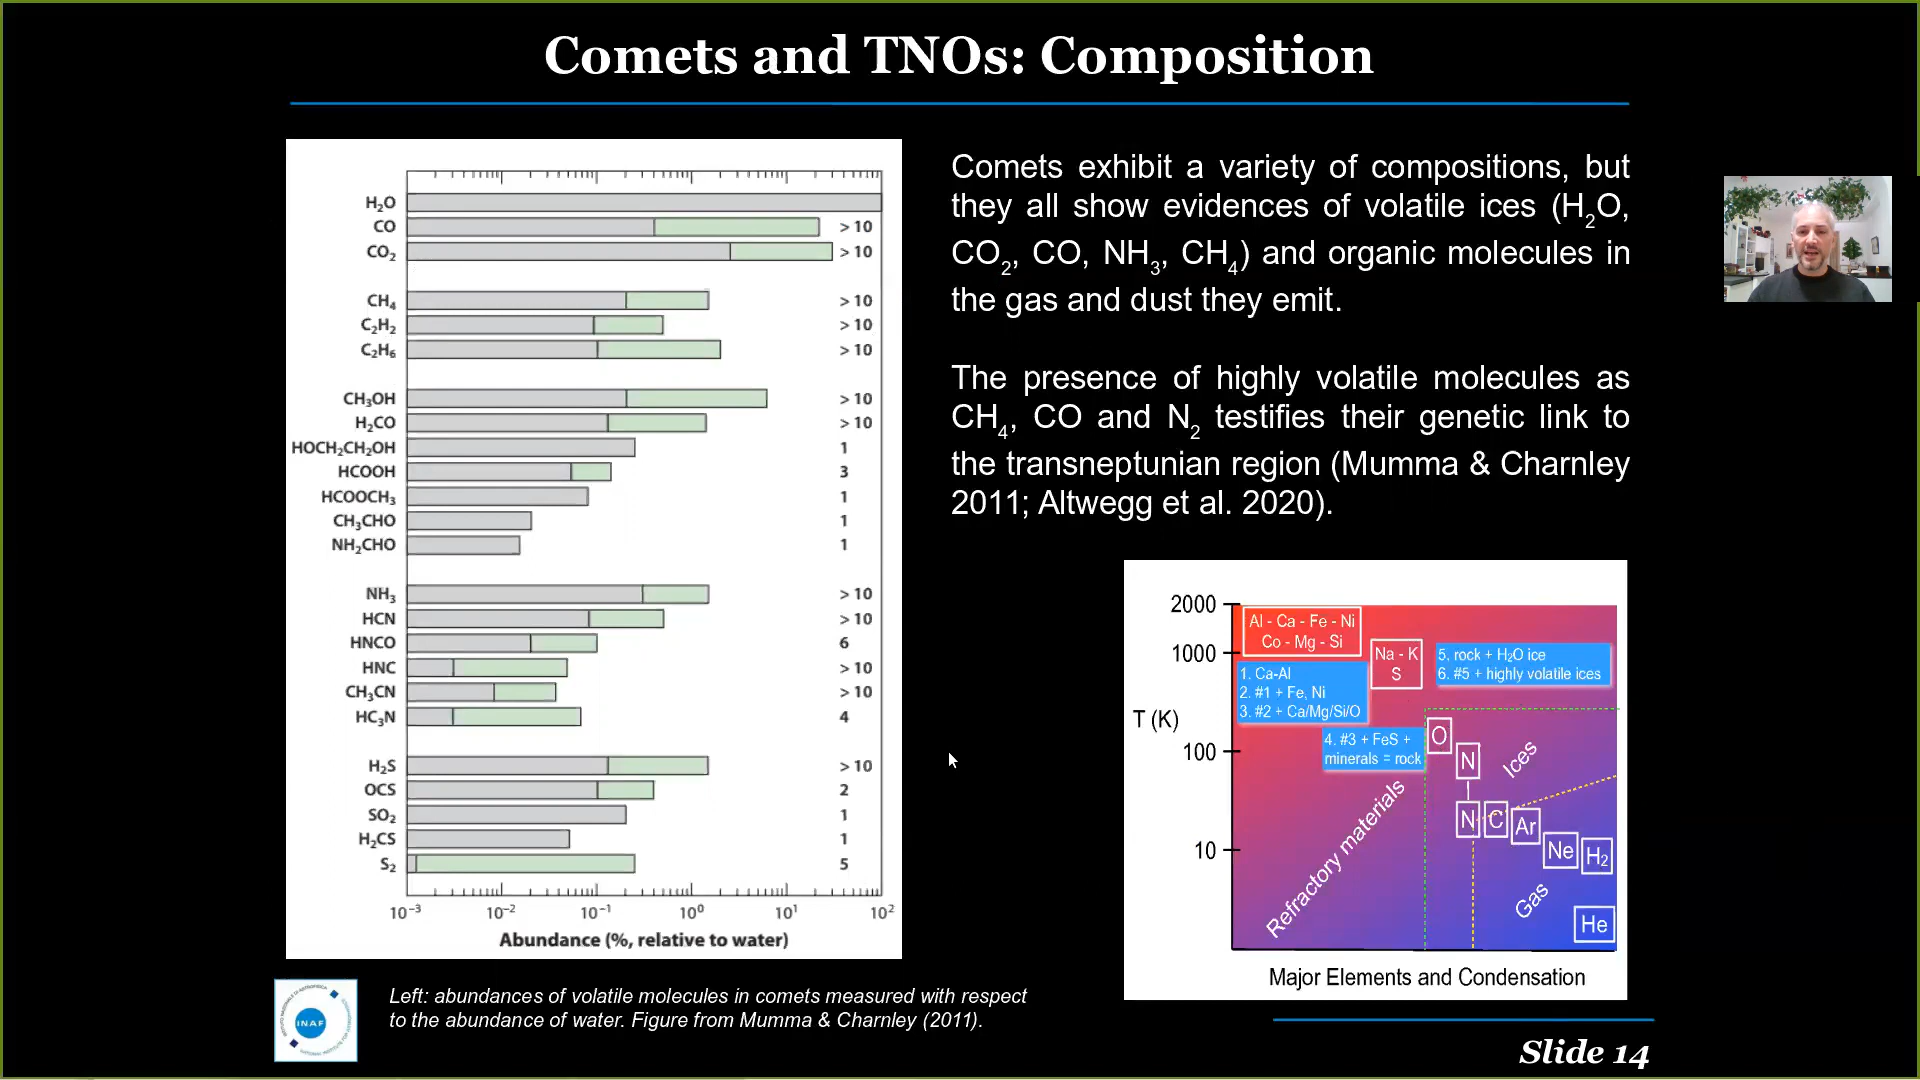 Comets and TNOs: Composition
H₂O
CO > 10
CO₂ > 10
CH₄ > 10
C₂H₂ > 10
C₂H₆ > 10
CH₃OH > 10
H₂CO > 10
HOCH₂CH₂OH 1
HCOOH 3
HCOOCH₃ 1
CH₃CHO 1
NH₂CHO 1
NH₃ > 10
HCN > 10
HNCO 6
HNC > 10
CH₃CN > 10
HC₃N 4
H₂S > 10
OCS 2
SO₂ 1
H₂CS 1
S₂ 5
10⁻³ 10⁻² 10⁻¹ 10⁰ 10¹ 10²
Abundance (%, relative to water)
Comets exhibit a variety of compositions, but
they all show evidences of volatile ices (H₂O,
CO₂, CO, NH₃, CH₄) and organic molecules in
the gas and dust they emit.
The presence of highly volatile molecules as
CH₄, CO and N₂ testifies their genetic link to
the transneptunian region (Mumma & Charnley
2011; Altwegg et al. 2020).
2000
1000
T (K)
100
10
Al - Ca - Fe - Ni
Co - Mg - Si
Na - K
S
1. Ca-Al
2. #1 + Fe, Ni
3. #2 + Ca/Mg/Si/O
4. #3 + FeS +
minerals = rock
5. rock + H₂O ice
6. #5 + highly volatile ices
O
N
N
C
Ar
Ne
H₂
He
Refractory materials
Ices
Gas
Major Elements and Condensation
INAF
Left: abundances of volatile molecules in comets measured with respect
to the abundance of water. Figure from Mumma & Charnley (2011).
Slide 14